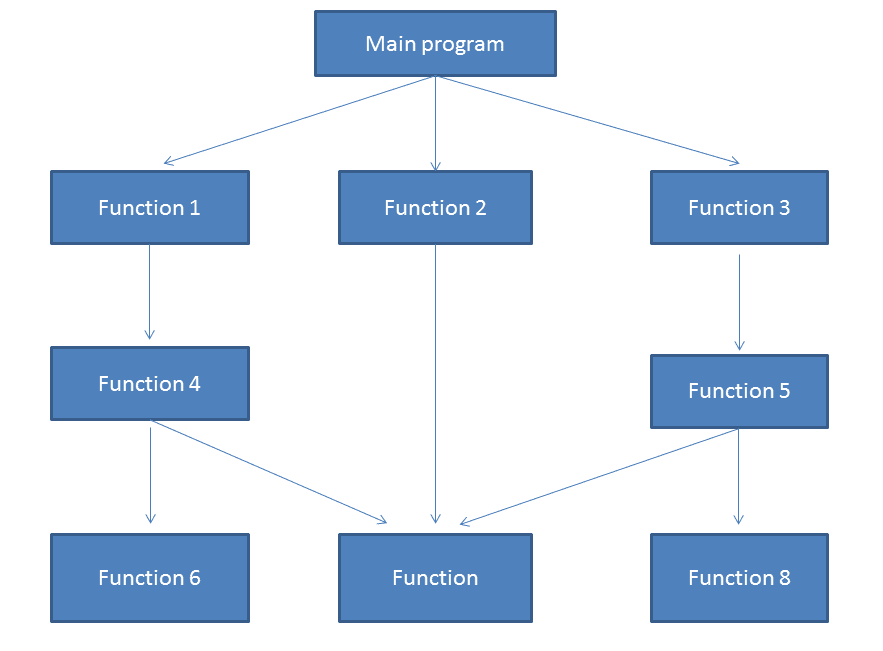 Main program
Function 1
Function 2
Function 3
Function 4
Function 5
Function 6
Function
Function 8